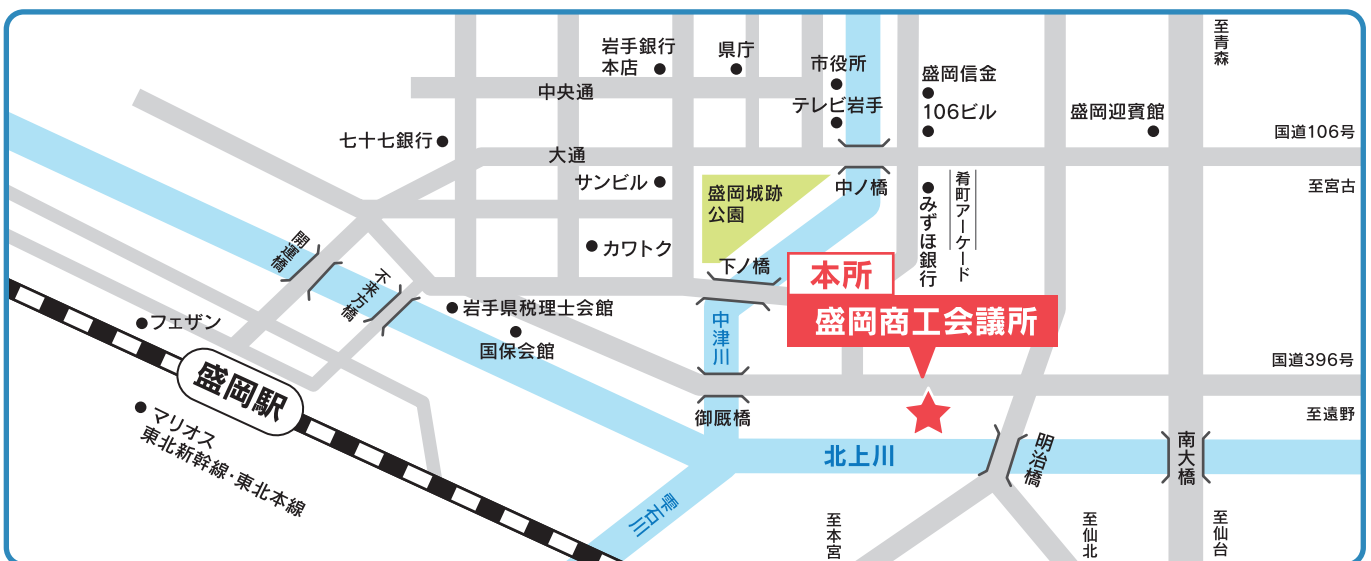 至青森
岩手銀行
本店
県庁
市役所
盛岡信金
中央通
テレビ岩手
106ビル
盛岡迎賓館
国道106号
七十七銀行
大通
サンビル
盛岡城跡
公園
中ノ橋
みずほ銀行
肴町アーケード
至宮古
開運橋
不来方橋
カワトク
下ノ橋
本所
盛岡商工会議所
フェザン
岩手県税理士会館
国保会館
中津川
国道396号
盛岡駅
マリオス
東北新幹線・東北本線
御厩橋
至遠野
北上川
明治橋
南大橋
雫石川
至本宮
至仙北
至仙台